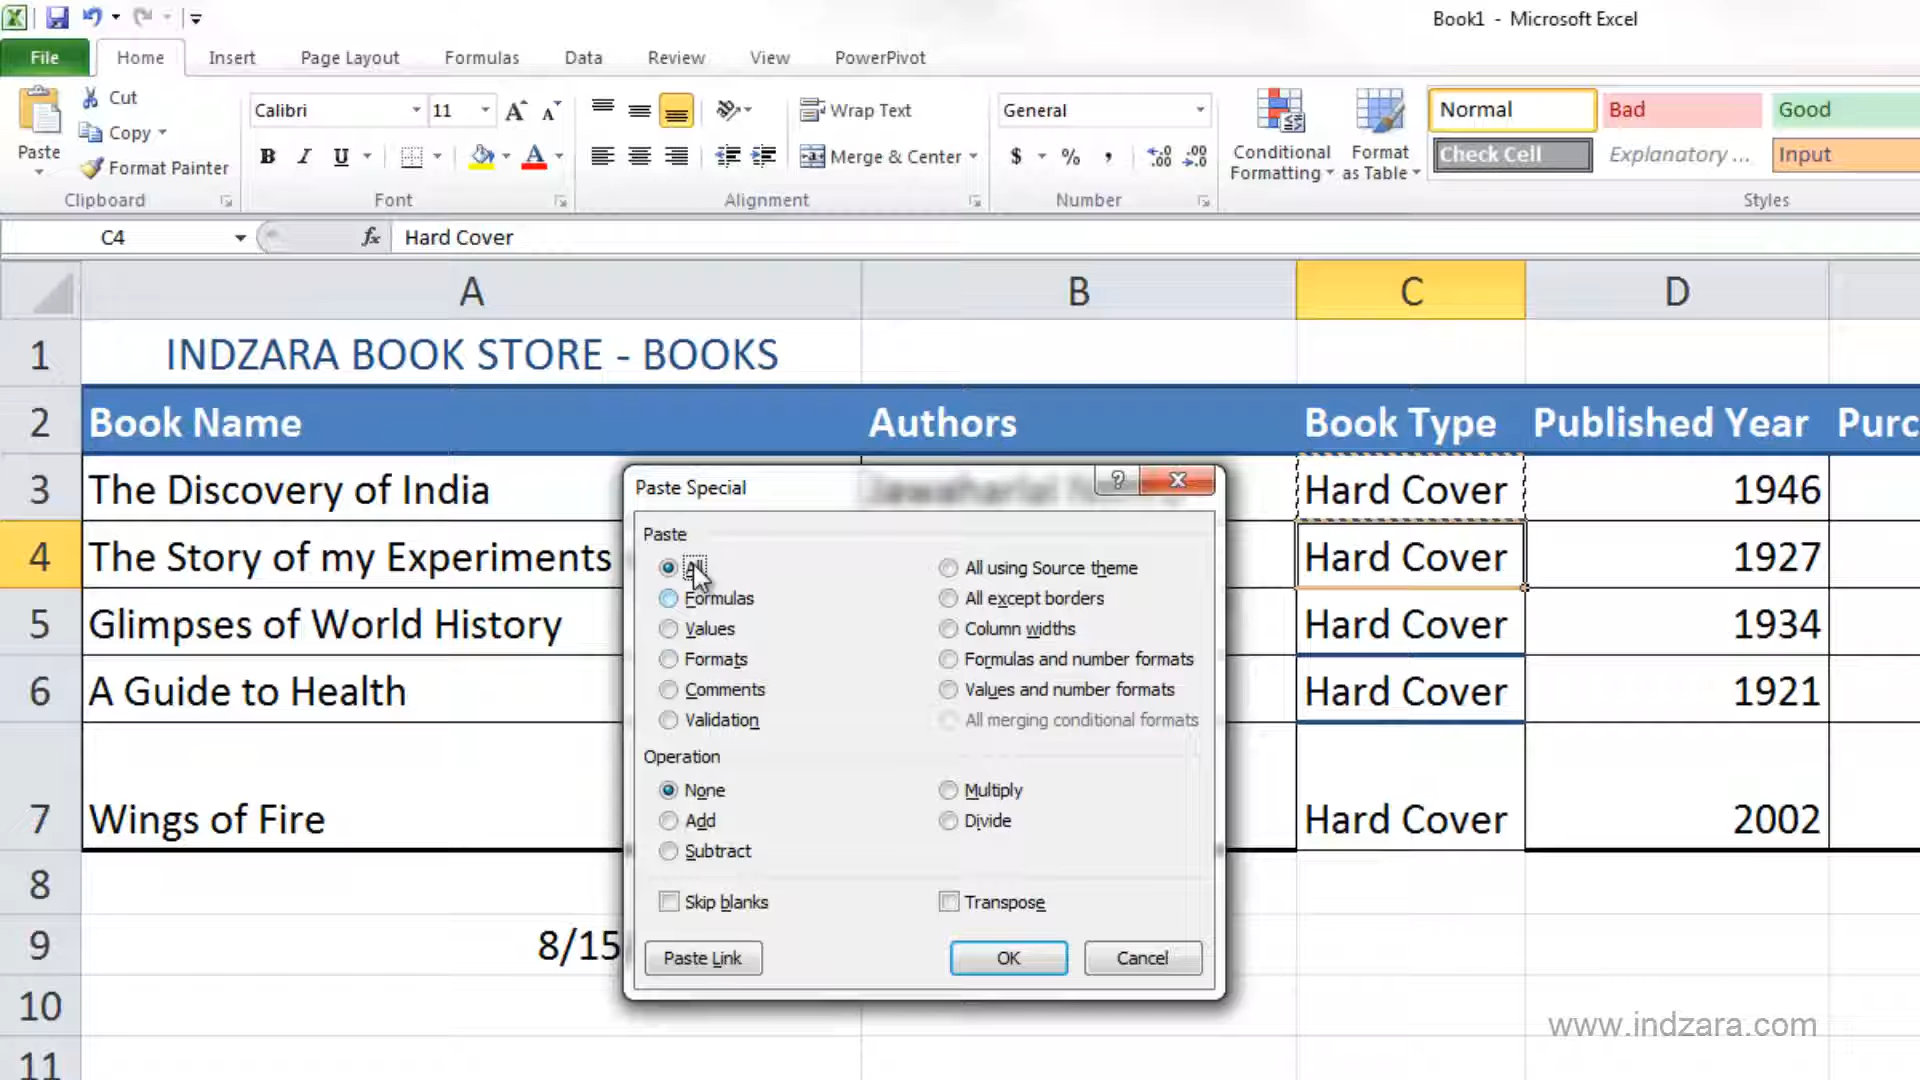 Book1 - Microsoft Excel
File Home Insert Page Layout Formulas Data Review View PowerPivot
Paste Cut
Copy
Format Painter
Clipboard
Calibri 11
B I U
Font
Wrap Text
Merge & Center
Alignment
General
$ % ,
Number
Conditional Formatting
Format as Table
Normal Bad Good
Check Cell Explanatory ... Input
Styles
C4 fx Hard Cover
A B C D
1 INDZARA BOOK STORE - BOOKS
2 Book Name Authors Book Type Published Year Purc
3 The Discovery of India Hard Cover 1946
4 The Story of my Experiments Hard Cover 1927
5 Glimpses of World History Hard Cover 1934
6 A Guide to Health Hard Cover 1921
7 Wings of Fire Hard Cover 2002
8
9 8/15
10
11
Paste Special
Paste
All All using Source theme
Formulas All except borders
Values Column widths
Formats Formulas and number formats
Comments Values and number formats
Validation All merging conditional formats
Operation
None Multiply
Add Divide
Subtract
Skip blanks Transpose
Paste Link OK Cancel
www.indzara.com